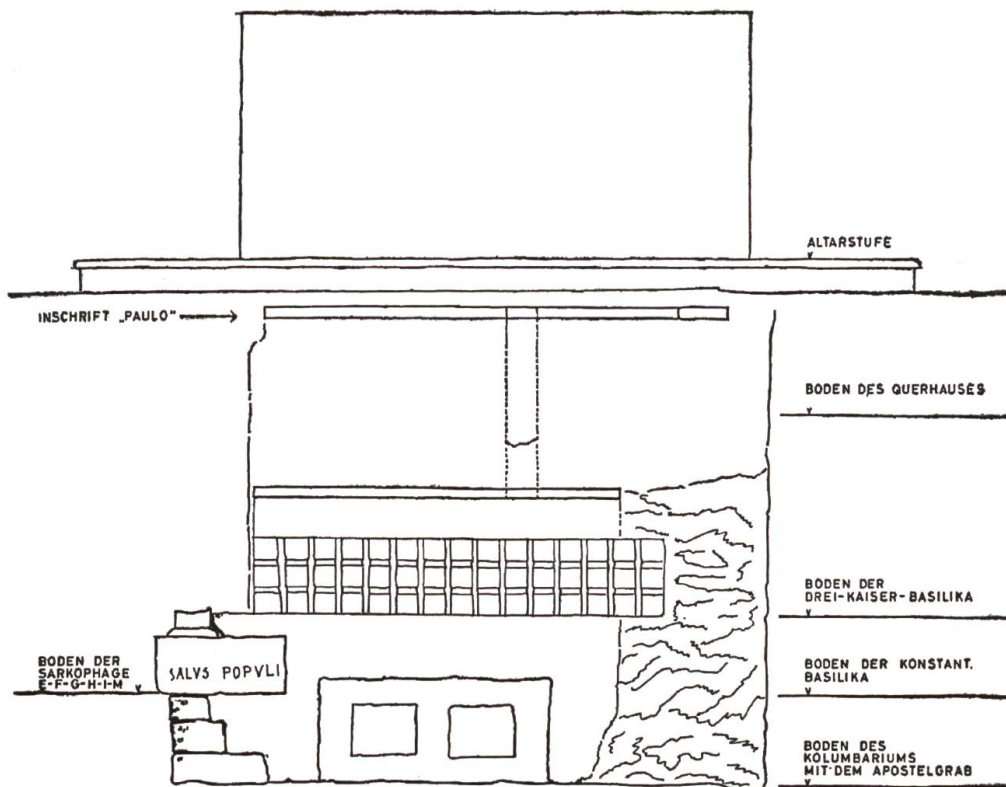 ALTARSTUFE
INSCHRIFT „PAULO"
BODEN DES QUERHAUSES
BODEN DER
DREI-KAISER-BASILIKA
BODEN DER
SARKOPHAGE
E-F-G-H-I-M
SALVS POPVLI
BODEN DER KONSTANT.
BASILIKA
BODEN DES
KOLUMBARIUMS
MIT DEM APOSTELGRAB